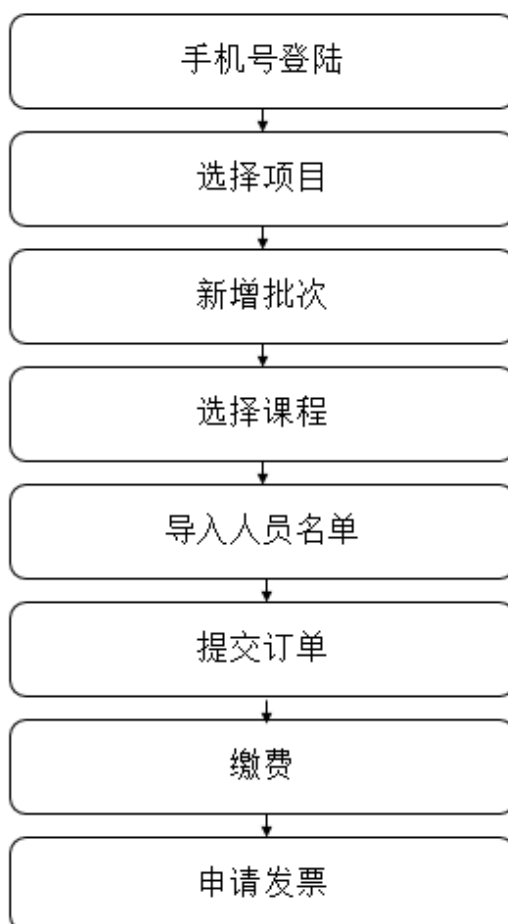 手机号登陆
选择项目
新增批次
选择课程
导入人员名单
提交订单
缴费
申请发票